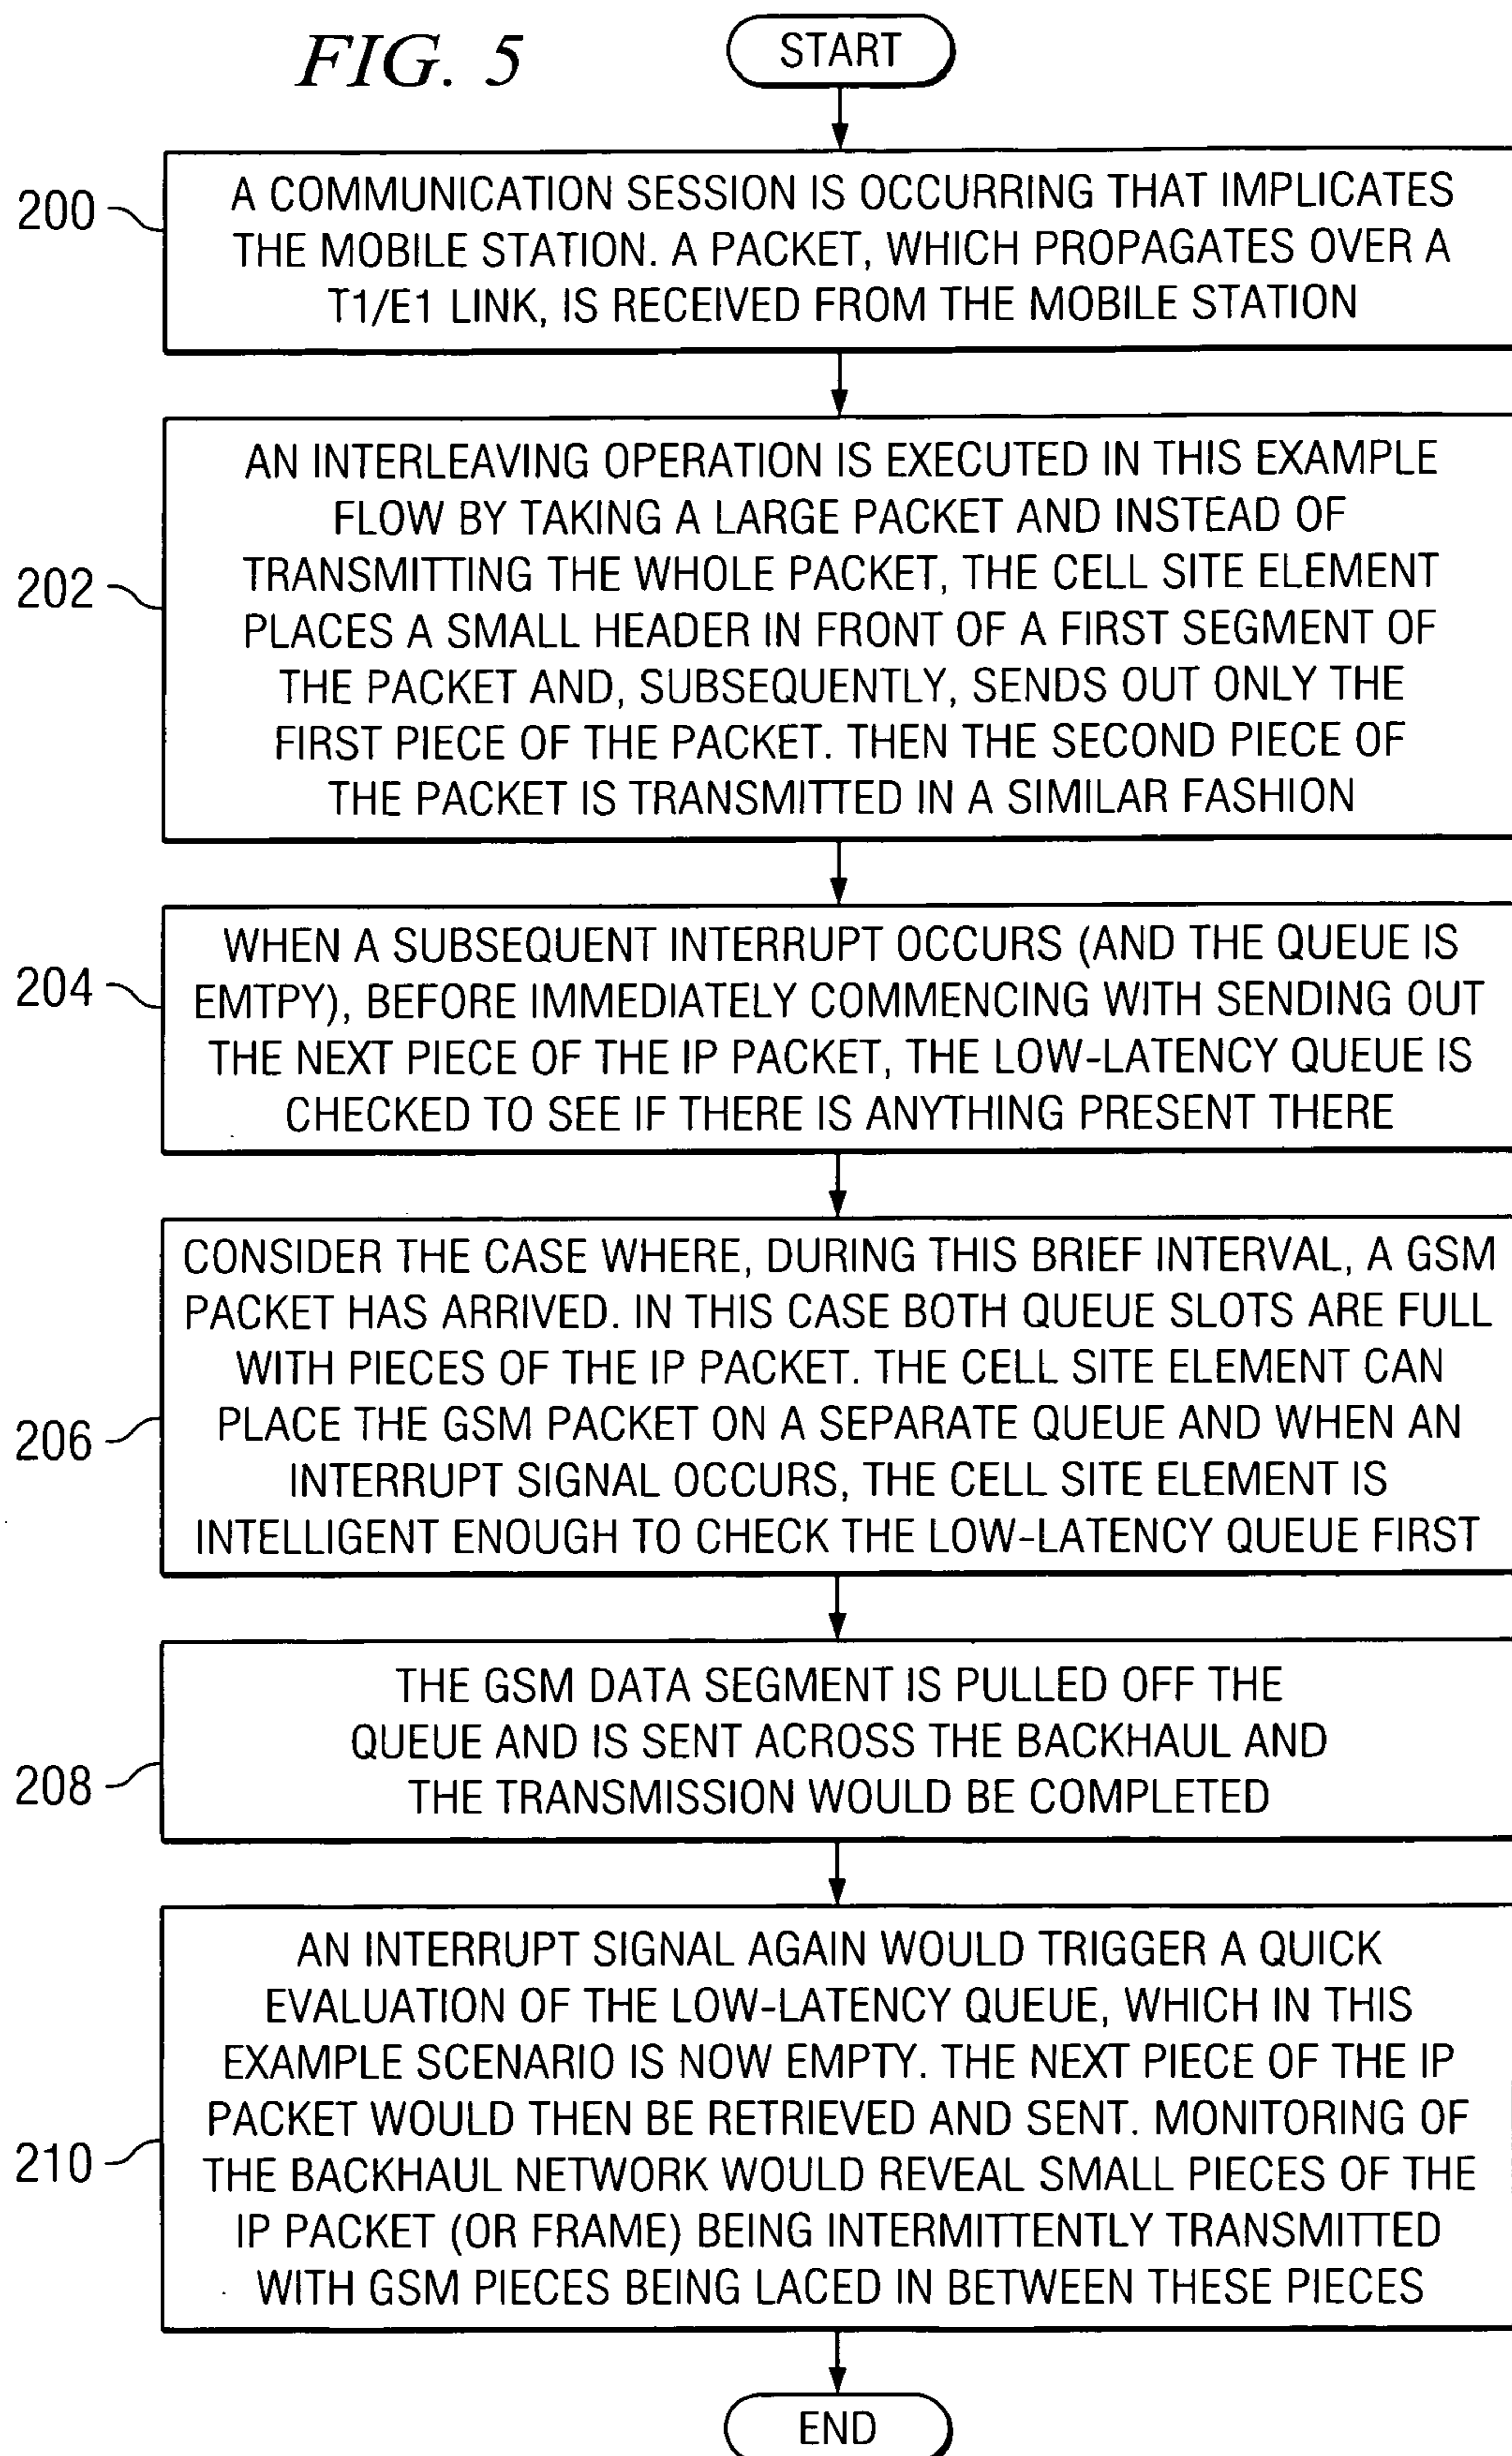 FIG. 5
START
200
A COMMUNICATION SESSION IS OCCURRING THAT IMPLICATES
THE MOBILE STATION. A PACKET, WHICH PROPAGATES OVER A
T1/E1 LINK, IS RECEIVED FROM THE MOBILE STATION
202
AN INTERLEAVING OPERATION IS EXECUTED IN THIS EXAMPLE
FLOW BY TAKING A LARGE PACKET AND INSTEAD OF
TRANSMITTING THE WHOLE PACKET, THE CELL SITE ELEMENT
PLACES A SMALL HEADER IN FRONT OF A FIRST SEGMENT OF
THE PACKET AND, SUBSEQUENTLY, SENDS OUT ONLY THE
FIRST PIECE OF THE PACKET. THEN THE SECOND PIECE OF
THE PACKET IS TRANSMITTED IN A SIMILAR FASHION
204
WHEN A SUBSEQUENT INTERRUPT OCCURS (AND THE QUEUE IS
EMTPY), BEFORE IMMEDIATELY COMMENCING WITH SENDING OUT
THE NEXT PIECE OF THE IP PACKET, THE LOW-LATENCY QUEUE IS
CHECKED TO SEE IF THERE IS ANYTHING PRESENT THERE
206
CONSIDER THE CASE WHERE, DURING THIS BRIEF INTERVAL, A GSM
PACKET HAS ARRIVED. IN THIS CASE BOTH QUEUE SLOTS ARE FULL
WITH PIECES OF THE IP PACKET. THE CELL SITE ELEMENT CAN
PLACE THE GSM PACKET ON A SEPARATE QUEUE AND WHEN AN
INTERRUPT SIGNAL OCCURS, THE CELL SITE ELEMENT IS
INTELLIGENT ENOUGH TO CHECK THE LOW-LATENCY QUEUE FIRST
208
THE GSM DATA SEGMENT IS PULLED OFF THE
QUEUE AND IS SENT ACROSS THE BACKHAUL AND
THE TRANSMISSION WOULD BE COMPLETED
210
AN INTERRUPT SIGNAL AGAIN WOULD TRIGGER A QUICK
EVALUATION OF THE LOW-LATENCY QUEUE, WHICH IN THIS
EXAMPLE SCENARIO IS NOW EMPTY. THE NEXT PIECE OF THE IP
PACKET WOULD THEN BE RETRIEVED AND SENT. MONITORING OF
THE BACKHAUL NETWORK WOULD REVEAL SMALL PIECES OF THE
IP PACKET (OR FRAME) BEING INTERMITTENTLY TRANSMITTED
WITH GSM PIECES BEING LACED IN BETWEEN THESE PIECES
END